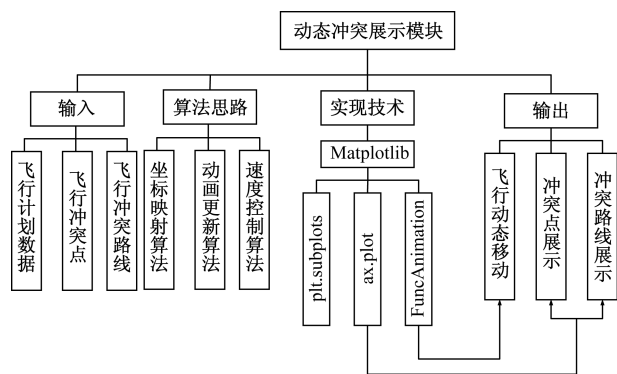 动态冲突展示模块
输入
算法思路
实现技术
输出
Matplotlib
飞行计划数据
飞行冲突点
飞行冲突路线
坐标映射算法
动画更新算法
速度控制算法
plt.subplots
ax.plot
FuncAnimation
飞行动态移动
冲突点展示
冲突路线展示